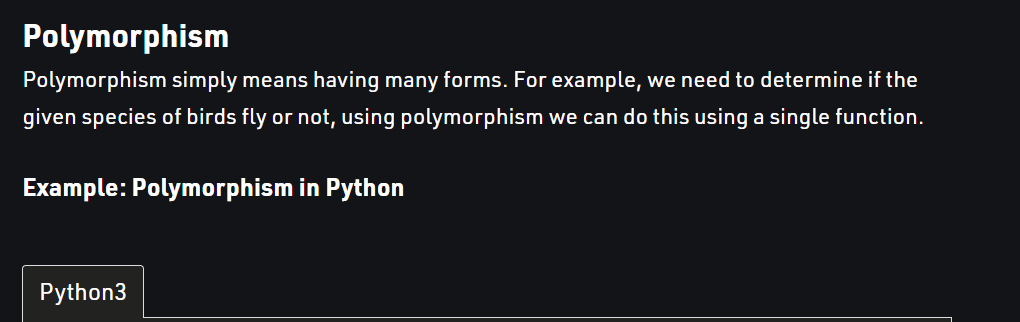 Polymorphism
Polymorphism simply means having many forms. For example, we need to determine if the
given species of birds fly or not, using polymorphism we can do this using a single function.
Example: Polymorphism in Python
Python3